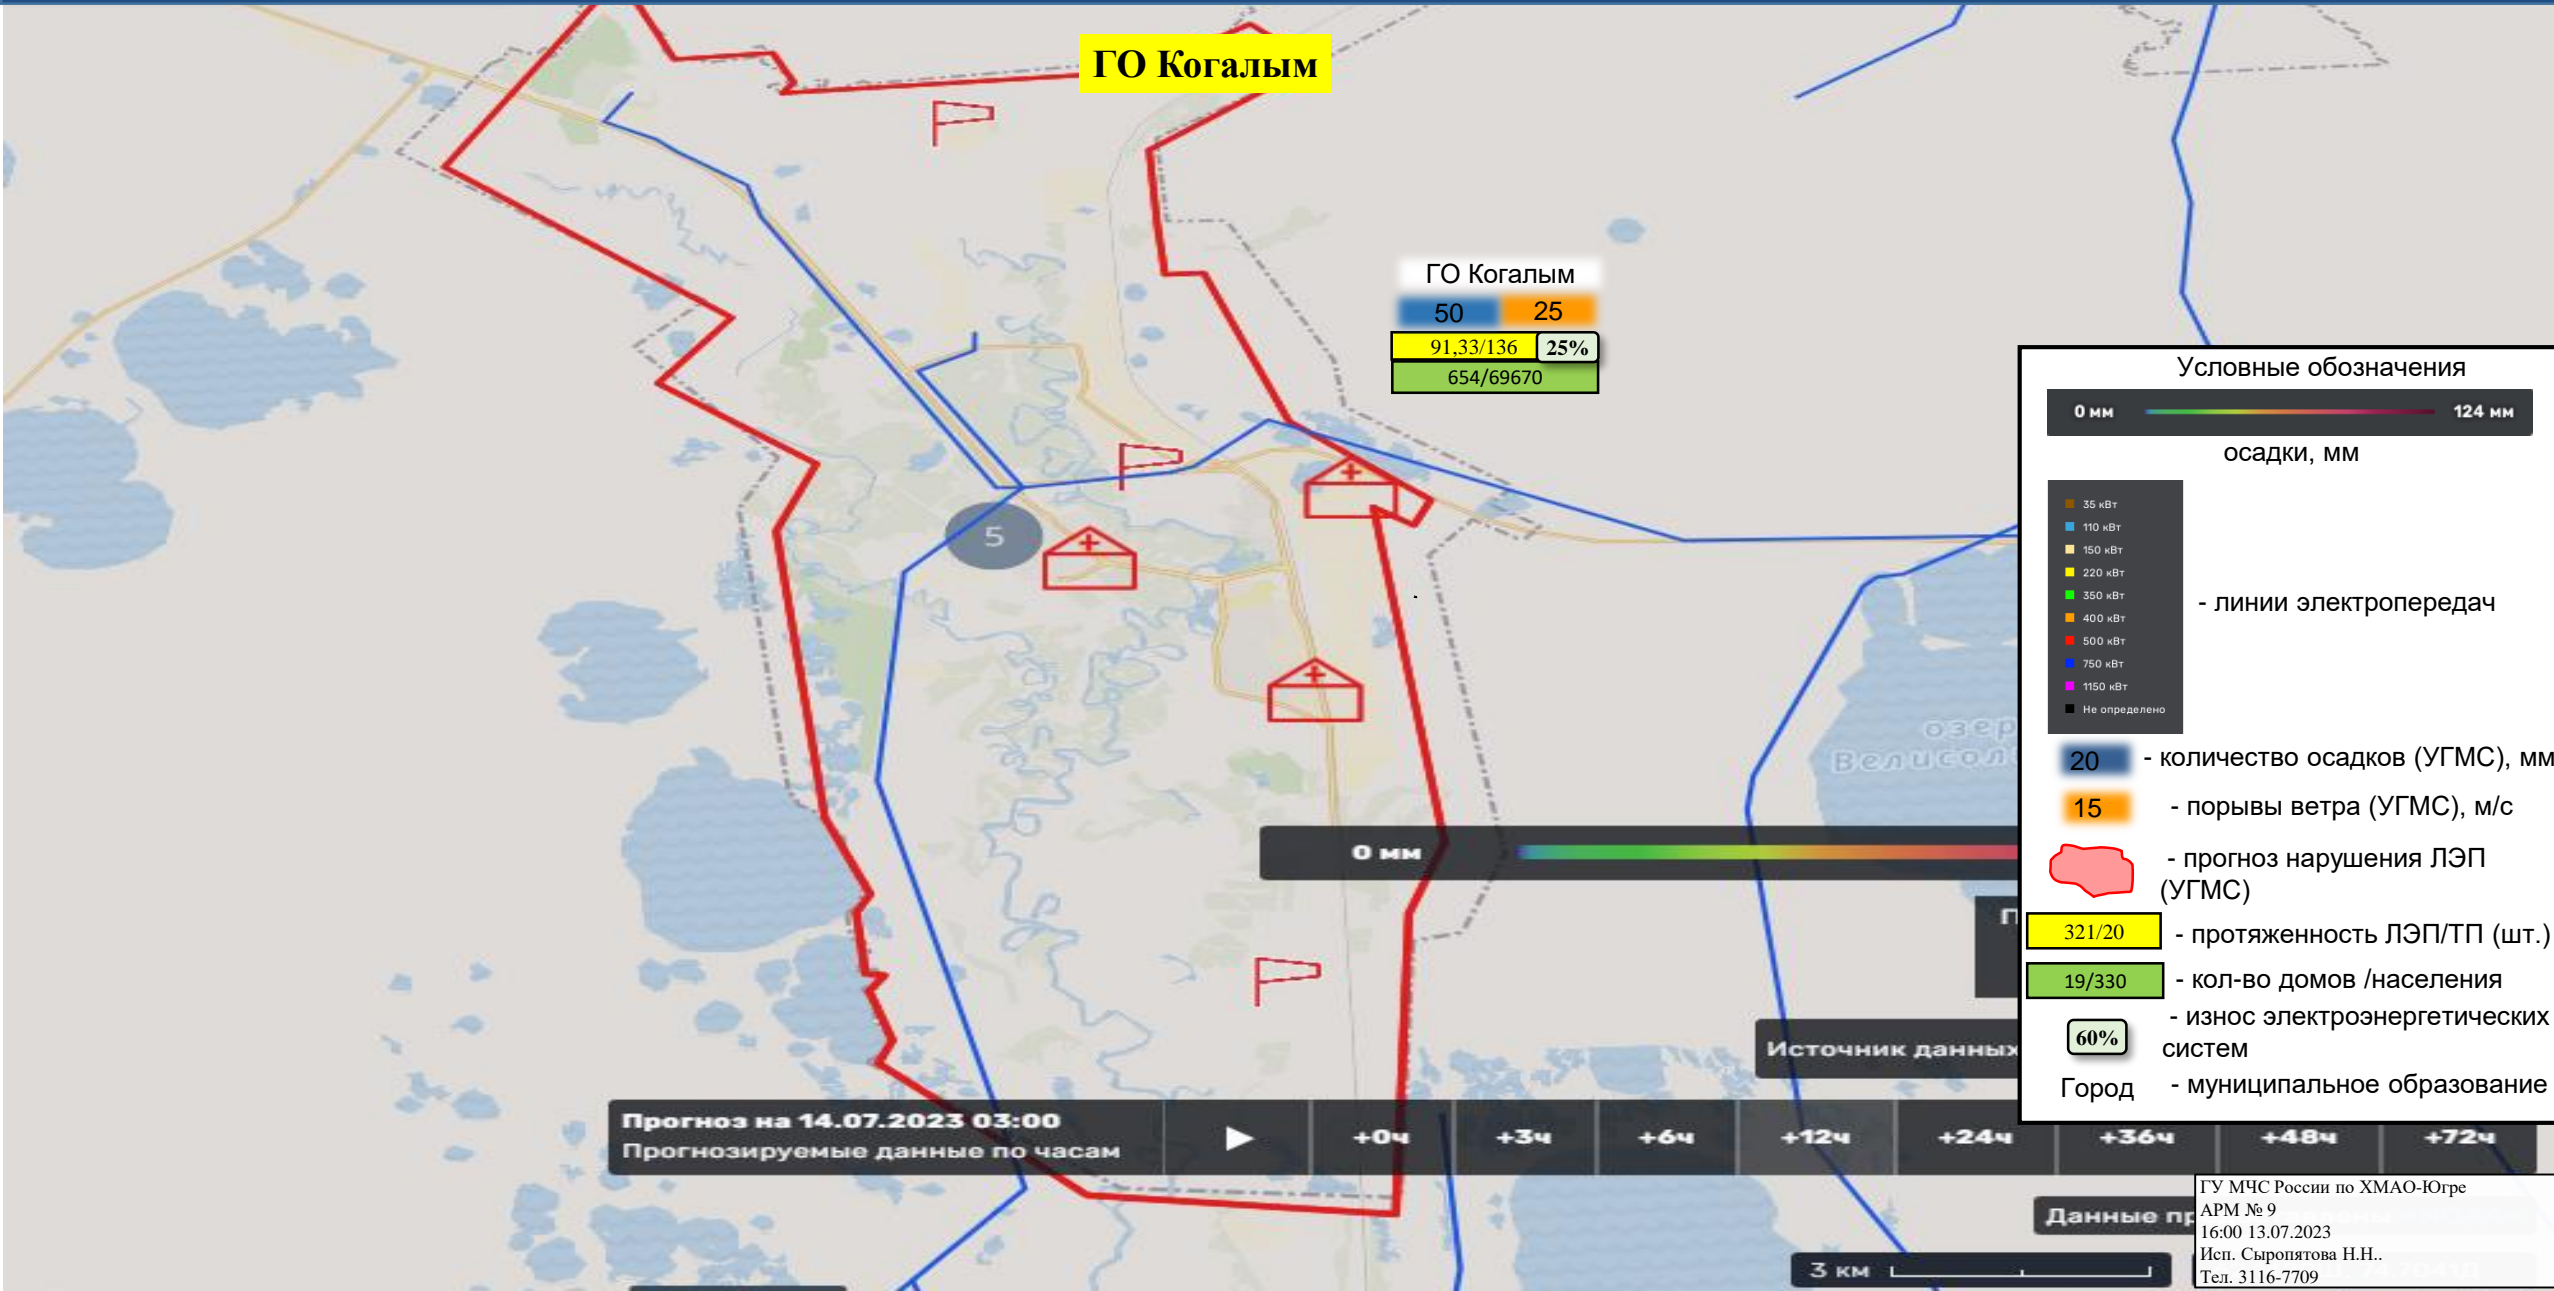 ГО Когалым
ГО Когалым
50 25
91,33/136 25%
654/69670
5
Условные обозначения
0 мм 124 мм
осадки, мм
35 кВт
110 кВт
150 кВт
220 кВт
350 кВт
400 кВт
500 кВт
750 кВт
1150 кВт
Не определено
- линии электропередач
20 - количество осадков (УГМС), мм
15 - порывы ветра (УГМС), м/с
- прогноз нарушения ЛЭП
(УГМС)
321/20 - протяженность ЛЭП/ТП (шт.)
19/330 - кол-во домов /населения
60% - износ электроэнергетических
систем
Город - муниципальное образование
0 мм
Источник данных
Прогноз на 14.07.2023 03:00
Прогнозируемые данные по часам
+0ч +3ч +6ч +12ч +24ч +36ч +48ч +72ч
Данные
3 км
ГУ МЧС России по ХМАО-Югре
АРМ № 9
16:00 13.07.2023
Исп. Сыропятова Н.Н..
Тел. 3116-7709